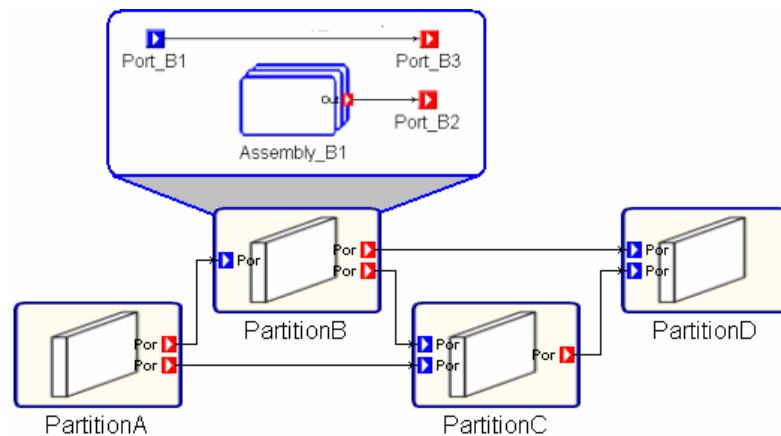 Port_B1
Port_B3
Out
Port_B2
Assembly_B1
Por
Por
Por
Por
Por
PartitionB
PartitionD
Por
Por
Por
Por
Por
PartitionA
PartitionC